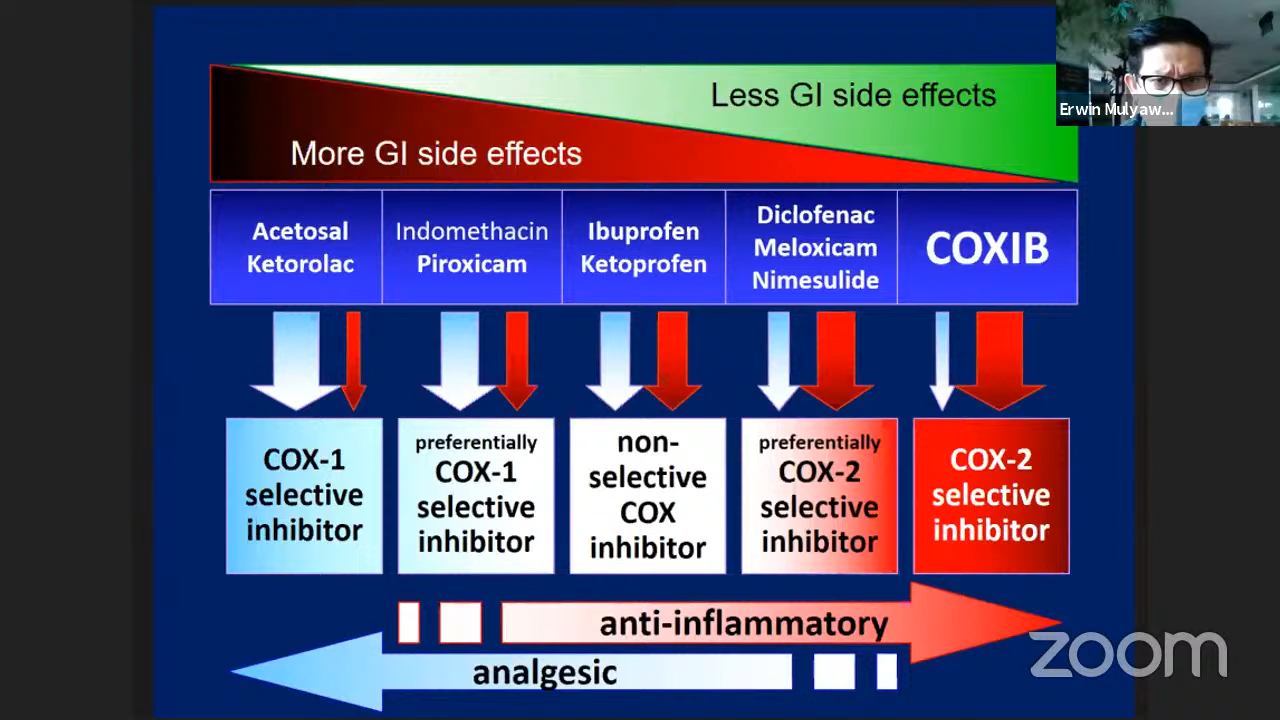 Less GI side effects
More GI side effects
Erwin Mulyaw...
Acetosal
Ketorolac
Indomethacin
Piroxicam
Ibuprofen
Ketoprofen
Diclofenac
Meloxicam
Nimesulide
COXIB
COX-1
selective
inhibitor
preferentially
COX-1
selective
inhibitor
non-
selective
COX
inhibitor
preferentially
COX-2
selective
inhibitor
COX-2
selective
inhibitor
anti-inflammatory
analgesic
zoom